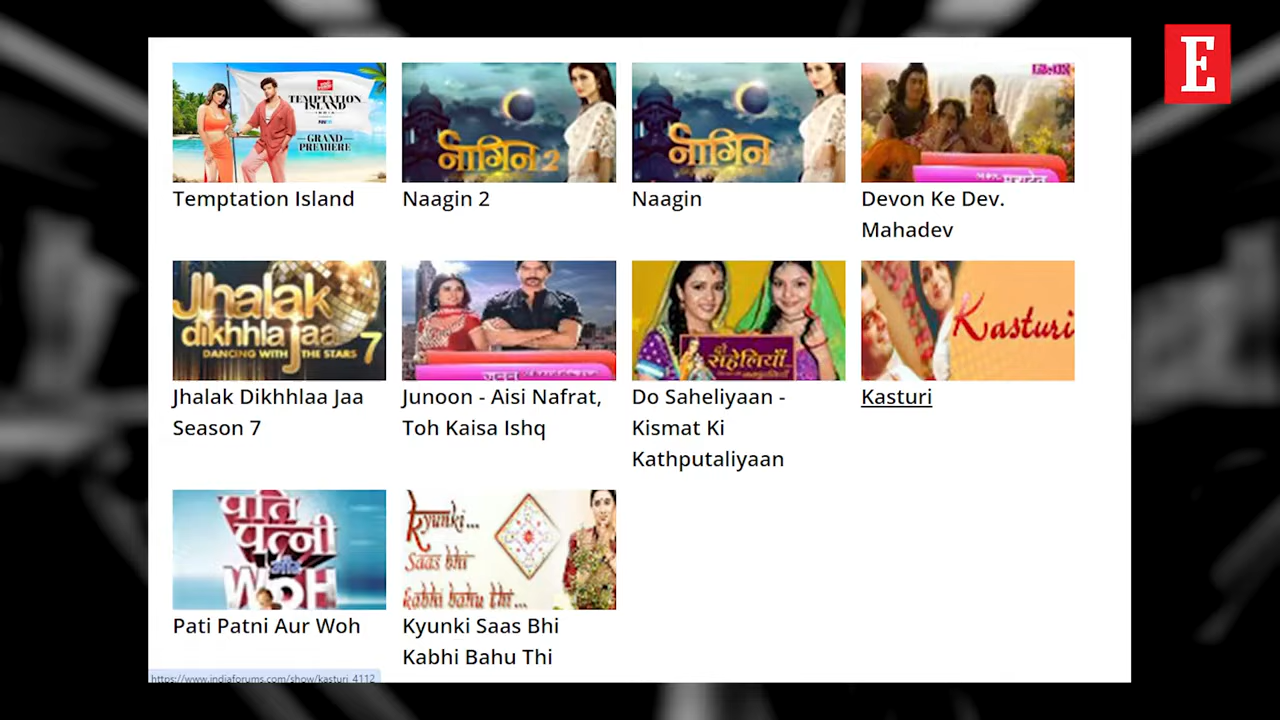 E
TEMPTATION
ISLAND
GRAND
PREMIERE
नागिन 2
नागिन
Temptation Island
Naagin 2
Naagin
Devon Ke Dev.
Mahadev
Jhalak
dikhhla jaa
DANCING WITH THE STARS 7
दो
सहेलियाँ
Kasturi
Jhalak Dikhhlaa Jaa
Season 7
Junoon - Aisi Nafrat,
Toh Kaisa Ishq
Do Saheliyaan -
Kismat Ki
Kathputaliyaan
Kasturi
पति
पत्नी
और
WOH
Kyunki...
Saas bhi
kabhi bahu thi...
Pati Patni Aur Woh
Kyunki Saas Bhi
Kabhi Bahu Thi
https://www.indiaforums.com/show/kasturi_4112